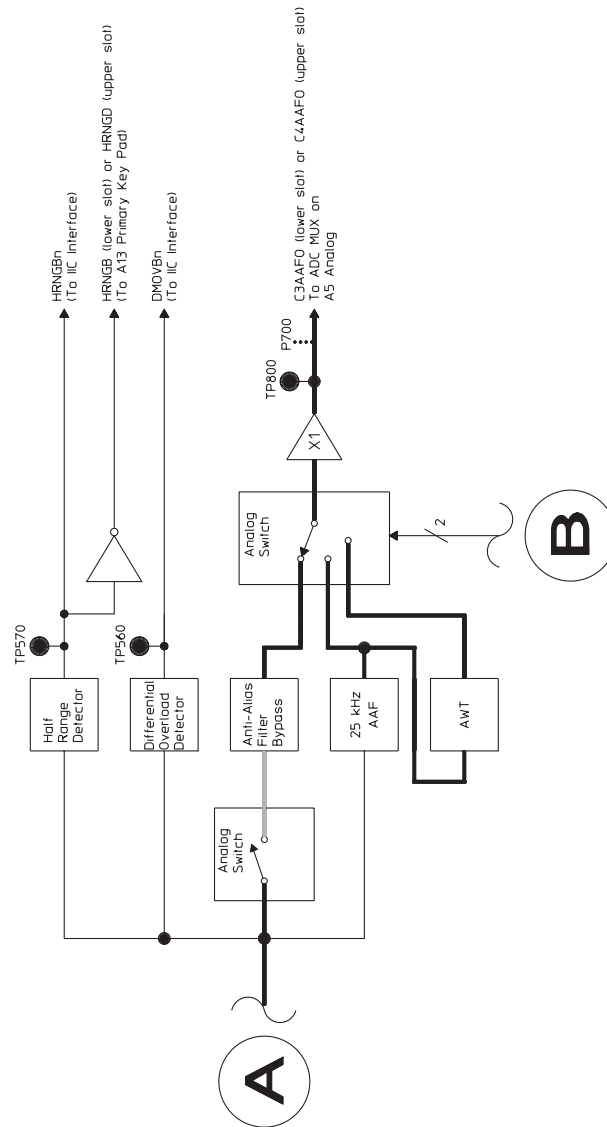 HRNGBn
(To IIC Interface)
HRNGB (lower slot) or HRNGD (upper slot)
(To A13 Primary Key Pad)
DMOVBn
(To IIC Interface)
C3AAFO (lower slot) or C4AAFO (upper slot)
To ADC MUX on
A5 Analog
TP570
TP560
TP800
P700
X1
Half
Range
Detector
Differential
Overload
Detector
Anti-Alias
Filter
Bypass
25 kHz
AAF
AWT
Analog
Switch
Analog
Switch
2
A
B